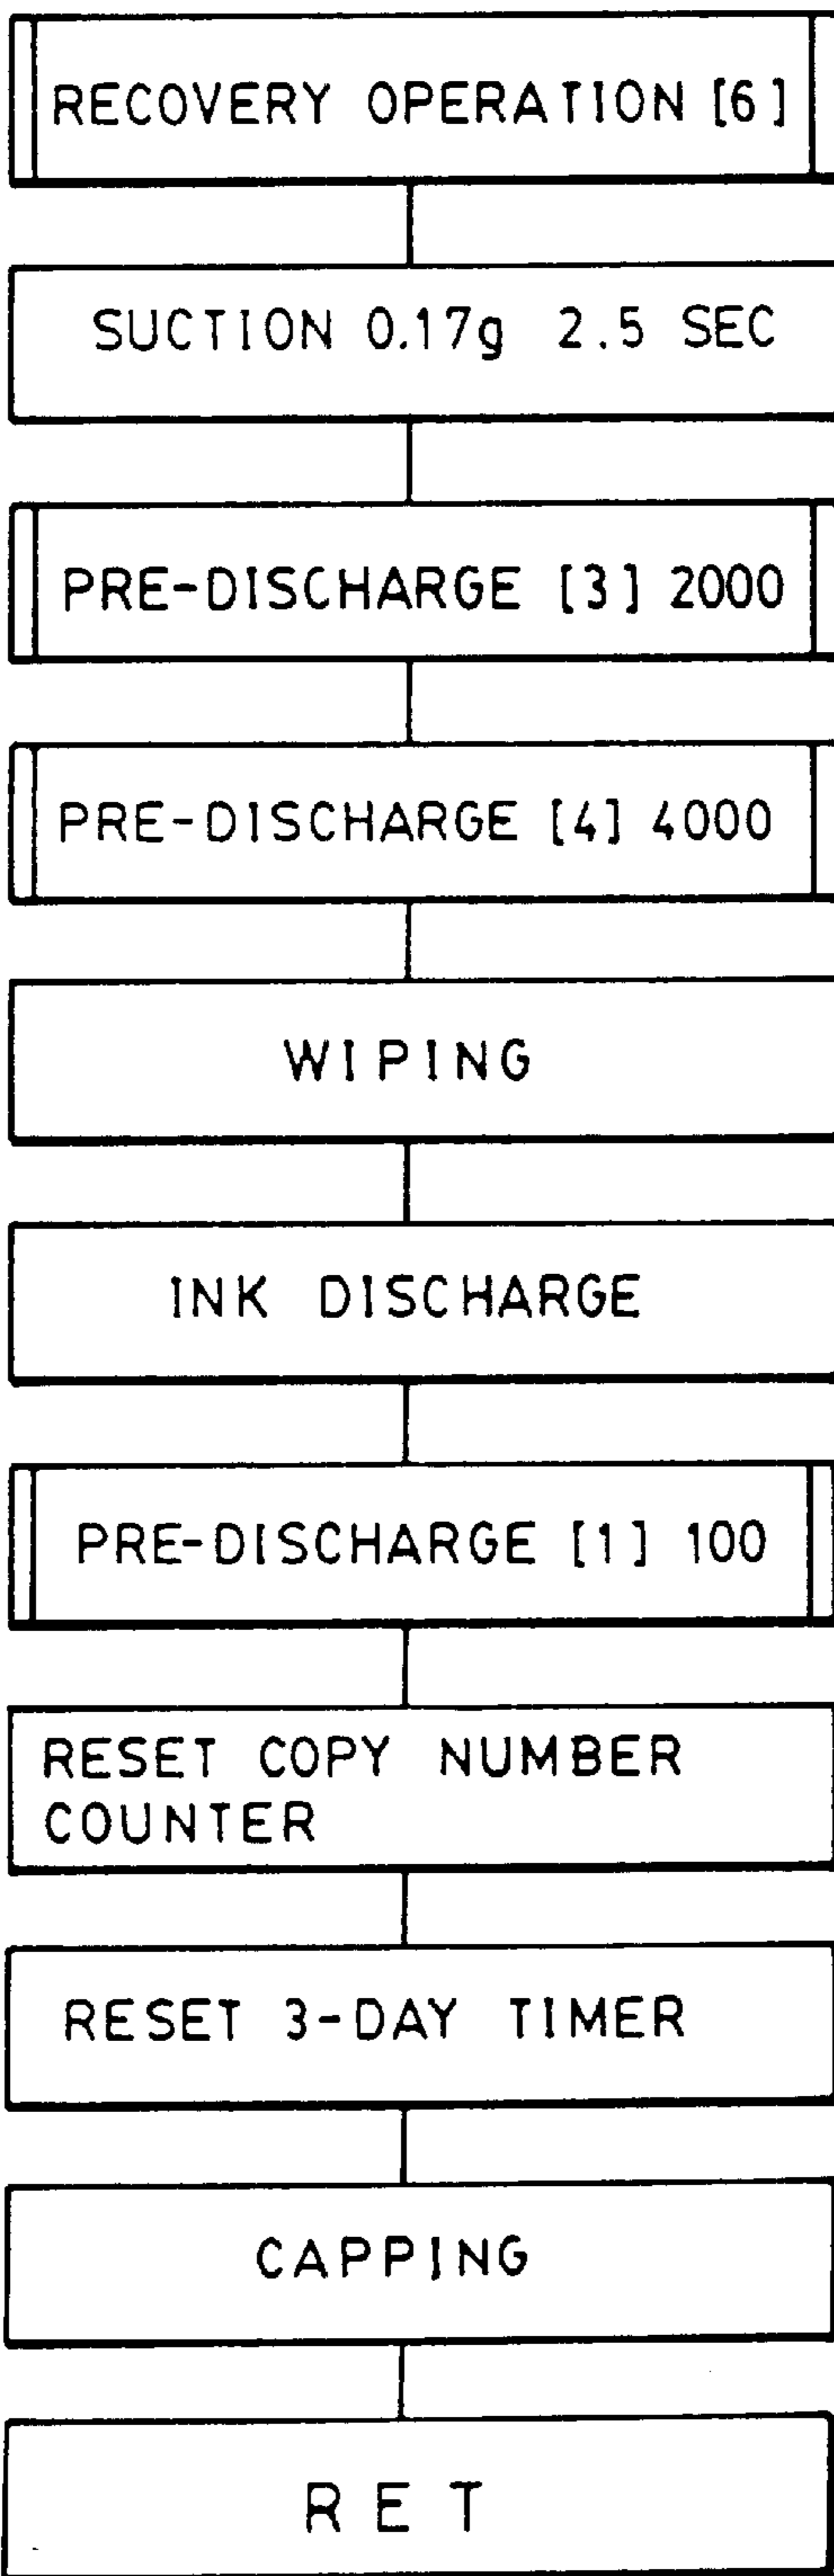 RECOVERY OPERATION [6]
SUCTION 0.17g 2.5 SEC
PRE-DISCHARGE [3] 2000
PRE-DISCHARGE [4] 4000
WIPING
INK DISCHARGE
PRE-DISCHARGE [1] 100
RESET COPY NUMBER
COUNTER
RESET 3-DAY TIMER
CAPPING
RET